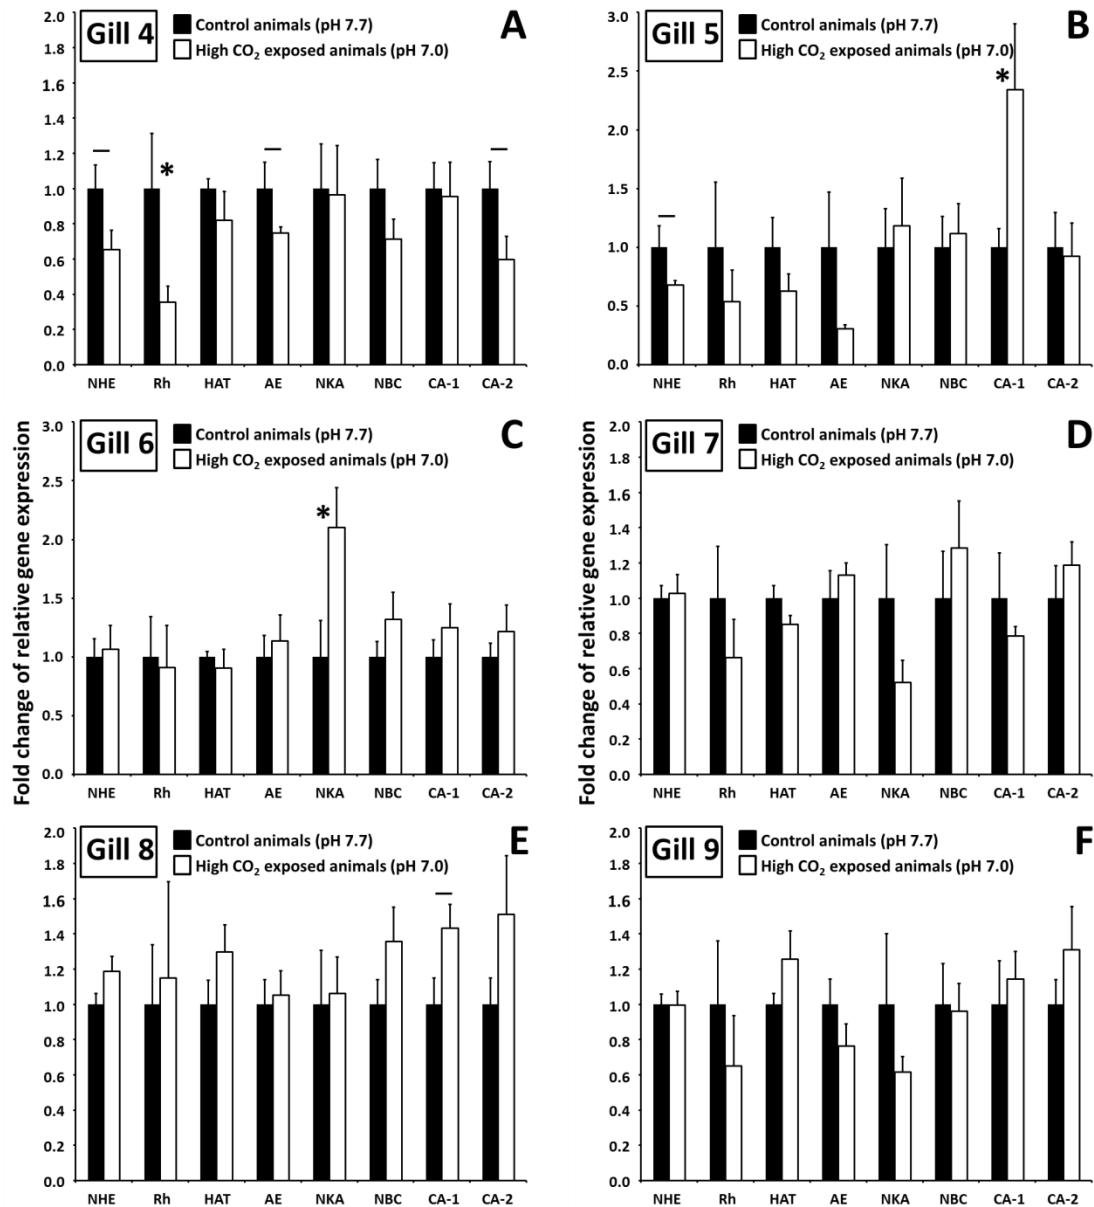 Gill 4
Control animals (pH 7.7)
High CO₂ exposed animals (pH 7.0)
A
2.0
1.8
1.6
1.4
1.2
1.0
0.8
0.6
0.4
0.2
0.0
*
NHE Rh HAT AE NKA NBC CA-1 CA-2
Gill 5
Control animals (pH 7.7)
High CO₂ exposed animals (pH 7.0)
B
3.0
2.5
2.0
1.5
1.0
0.5
0.0
*
NHE Rh HAT AE NKA NBC CA-1 CA-2
Fold change of relative gene expression
Gill 6
Control animals (pH 7.7)
High CO₂ exposed animals (pH 7.0)
C
3.0
2.5
2.0
1.5
1.0
0.5
0.0
*
NHE Rh HAT AE NKA NBC CA-1 CA-2
Fold change of relative gene expression
Gill 7
Control animals (pH 7.7)
High CO₂ exposed animals (pH 7.0)
D
2.0
1.8
1.6
1.4
1.2
1.0
0.8
0.6
0.4
0.2
0.0
NHE Rh HAT AE NKA NBC CA-1 CA-2
Gill 8
Control animals (pH 7.7)
High CO₂ exposed animals (pH 7.0)
E
2.0
1.8
1.6
1.4
1.2
1.0
0.8
0.6
0.4
0.2
0.0
NHE Rh HAT AE NKA NBC CA-1 CA-2
Gill 9
Control animals (pH 7.7)
High CO₂ exposed animals (pH 7.0)
F
2.0
1.8
1.6
1.4
1.2
1.0
0.8
0.6
0.4
0.2
0.0
NHE Rh HAT AE NKA NBC CA-1 CA-2